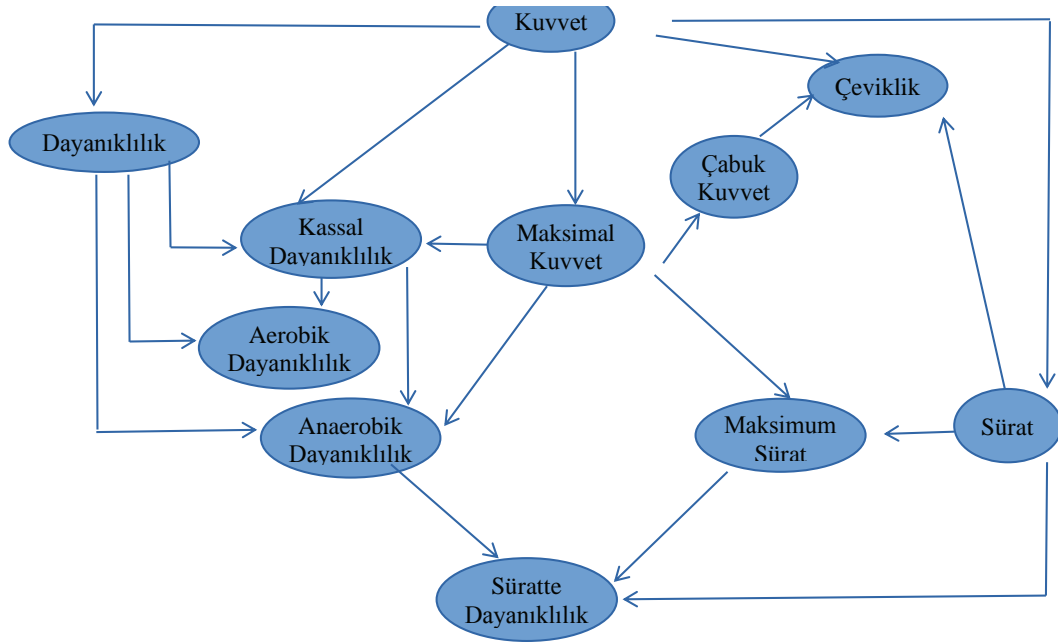 Kuvvet
Çeviklik
Dayanıklılık
Çabuk
Kuvvet
Kassal
Dayanıklılık
Maksimal
Kuvvet
Aerobik
Dayanıklılık
Anaerobik
Dayanıklılık
Maksimum
Sürat
Sürat
Süratte
Dayanıklılık